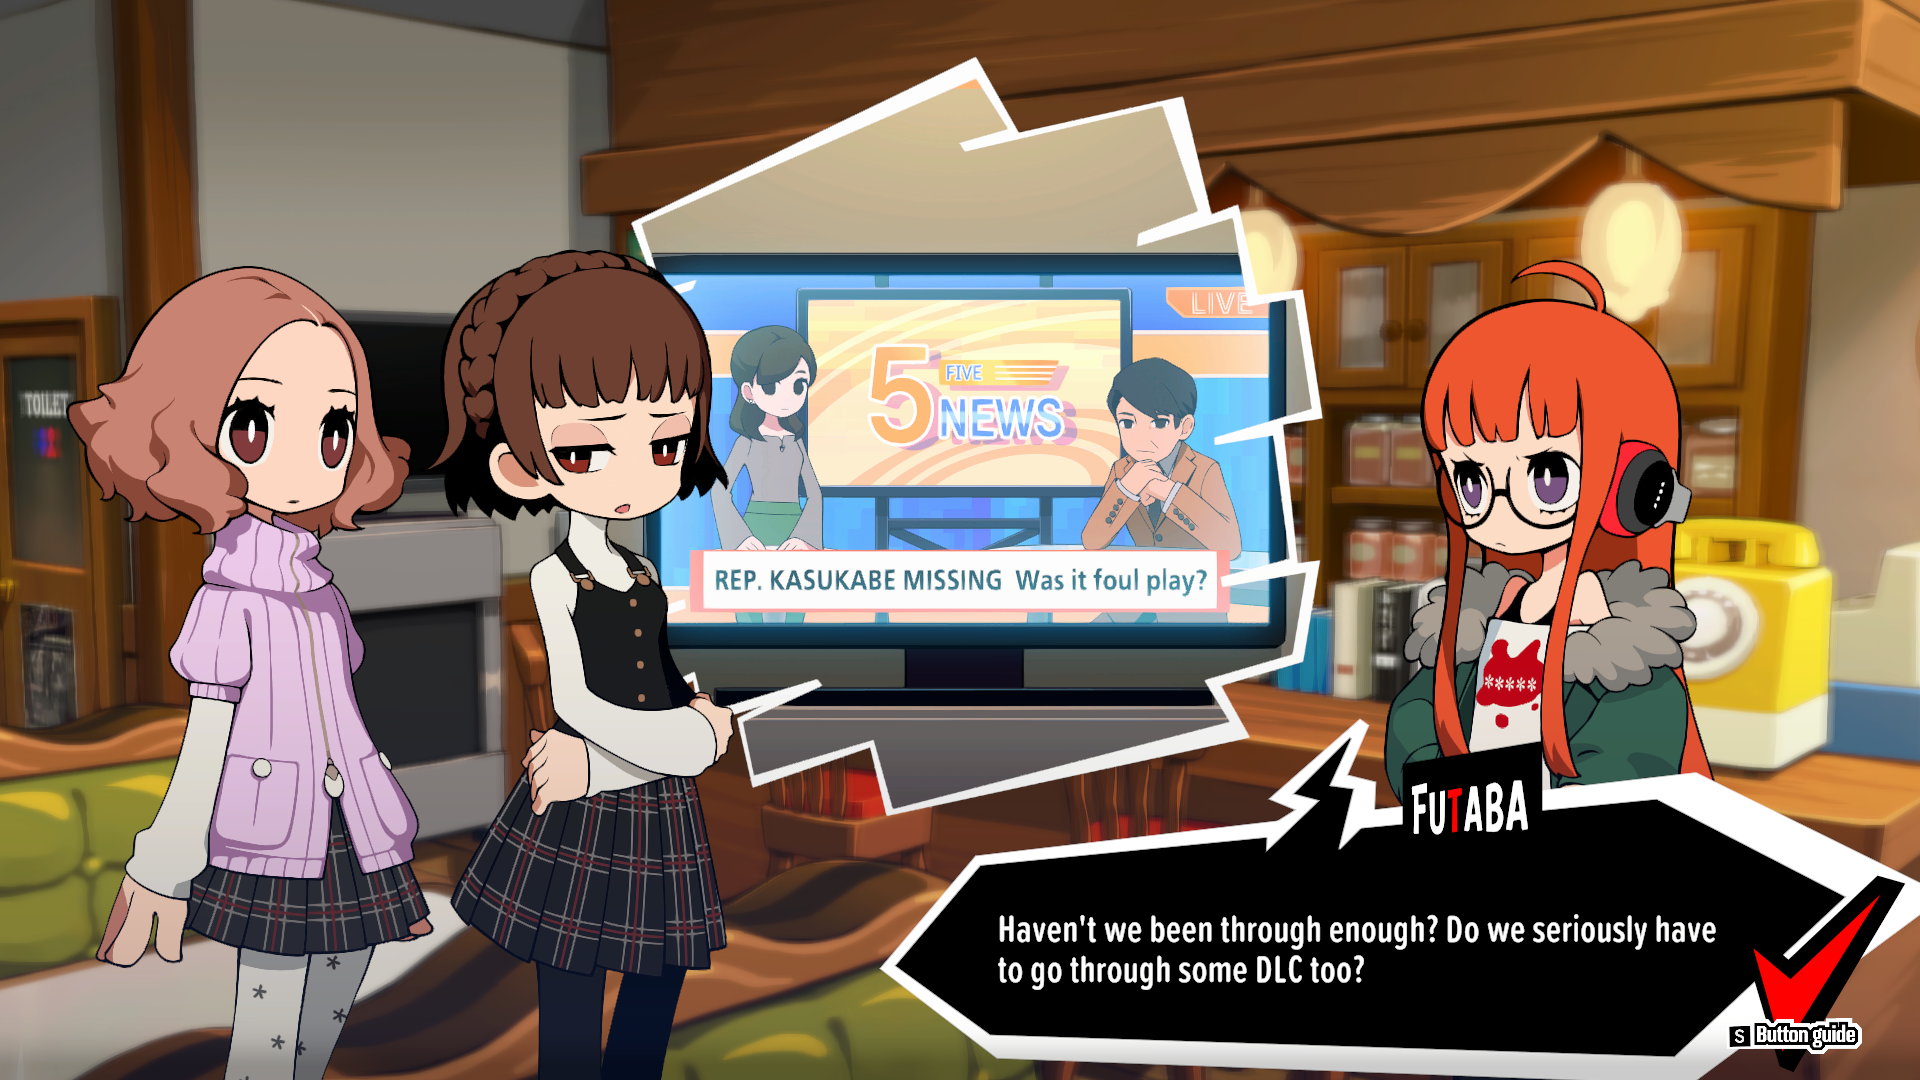 TOILET
LIVE
5
FIVE
NEWS
REP. KASUKABE MISSING Was it foul play?
*****
FUTABA
Haven't we been through enough? Do we seriously have
to go through some DLC too?
S Button guide